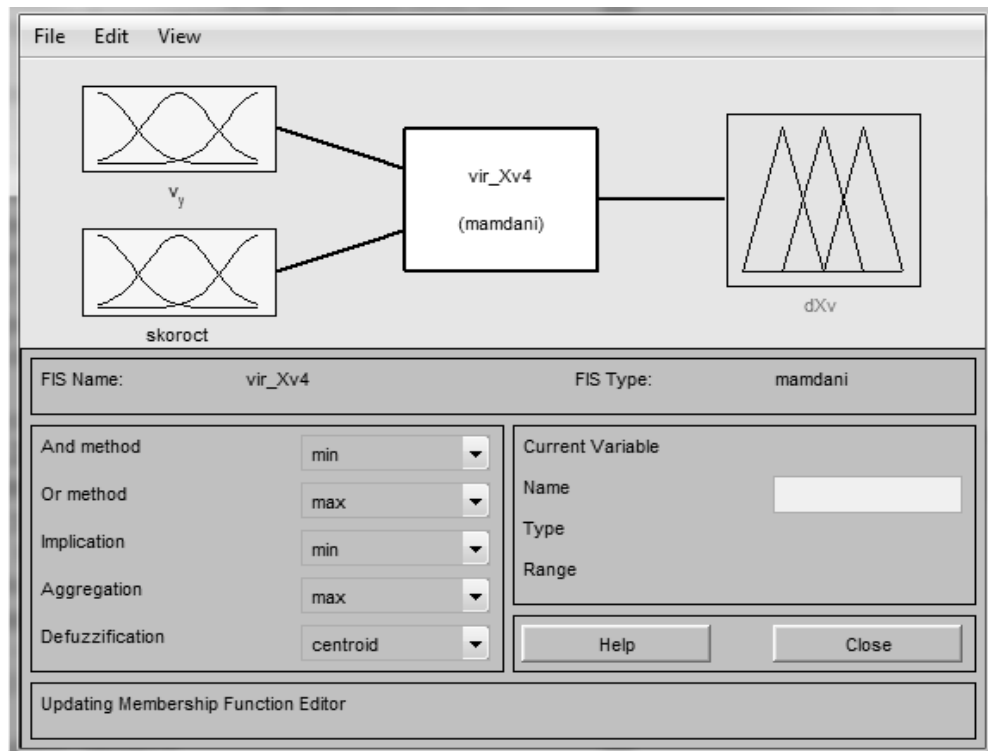 File Edit View
v_y
skoroct
vir_Xv4
(mamdani)
dXv
FIS Name: vir_Xv4 FIS Type: mamdani
And method min
Or method max
Implication min
Aggregation max
Defuzzification centroid
Current Variable
Name
Type
Range
Help Close
Updating Membership Function Editor